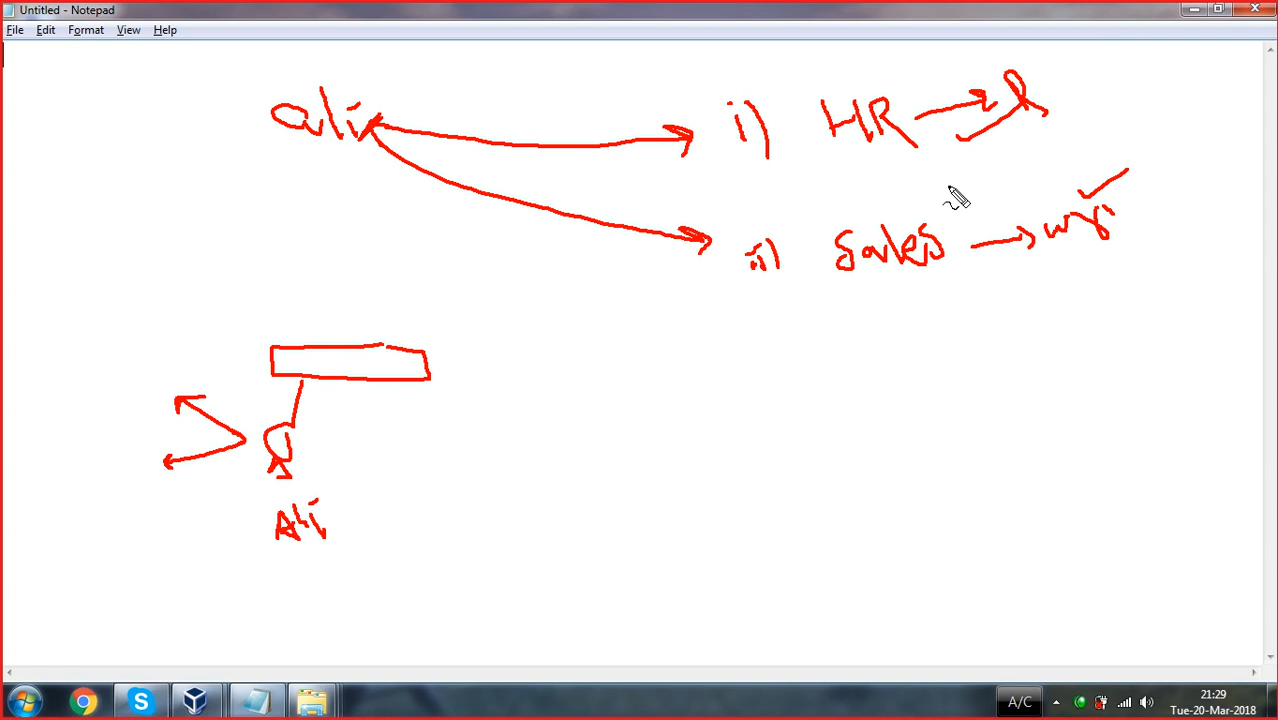 Untitled - Notepad
File Edit Format View Help
ali i) HR → R
ii) Sales →
Ali
A/C 21:29
Tue-20-Mar-2018